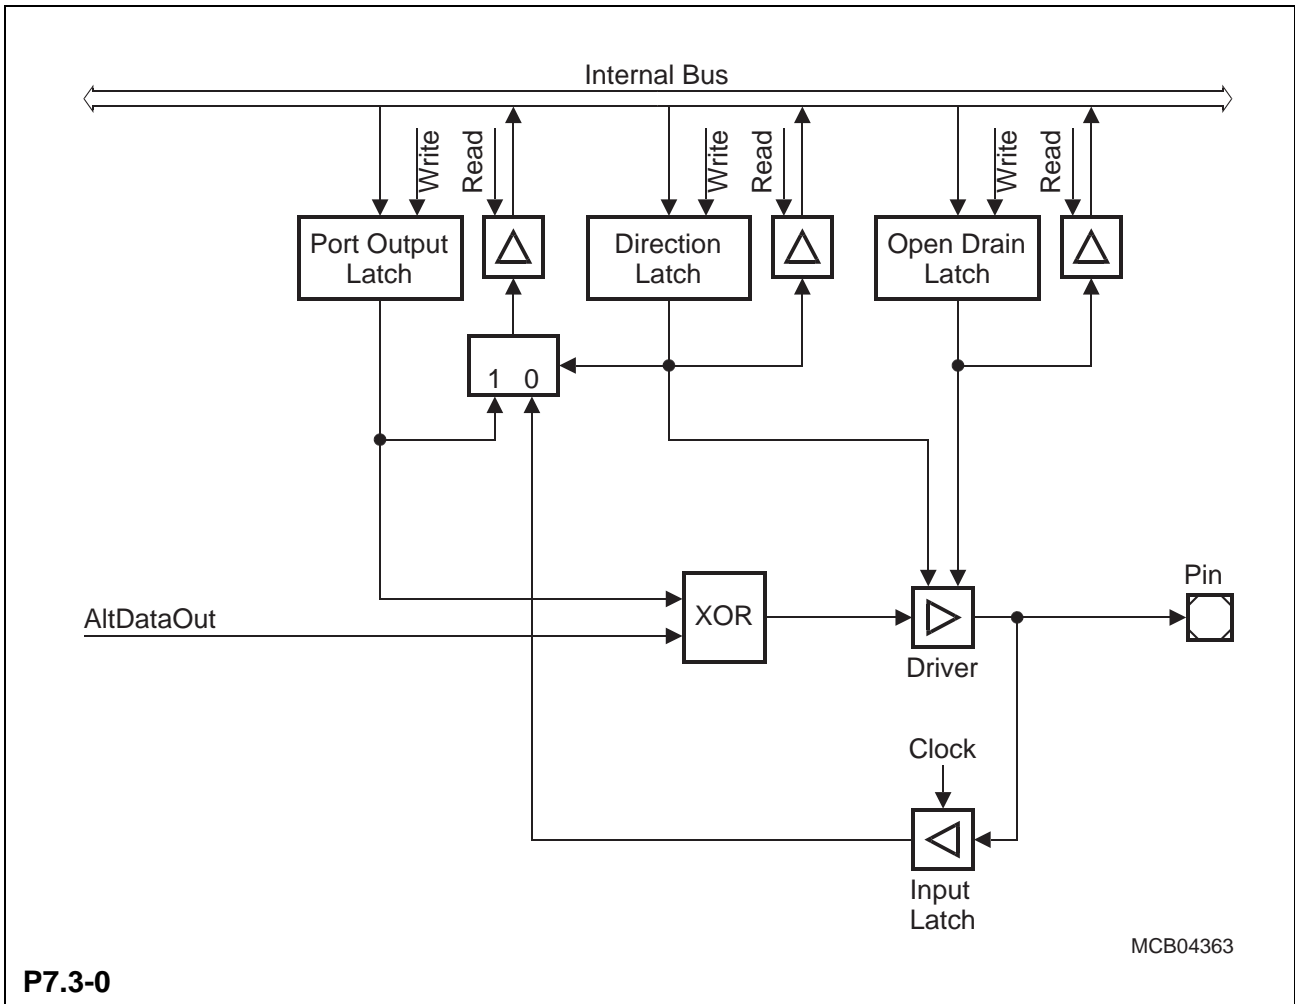 Internal Bus
Write
Read
Write
Read
Write
Read
Port Output
Latch
Direction
Latch
Open Drain
Latch
1 0
AltDataOut
XOR
Driver
Pin
Clock
Input
Latch
MCB04363
P7.3-0